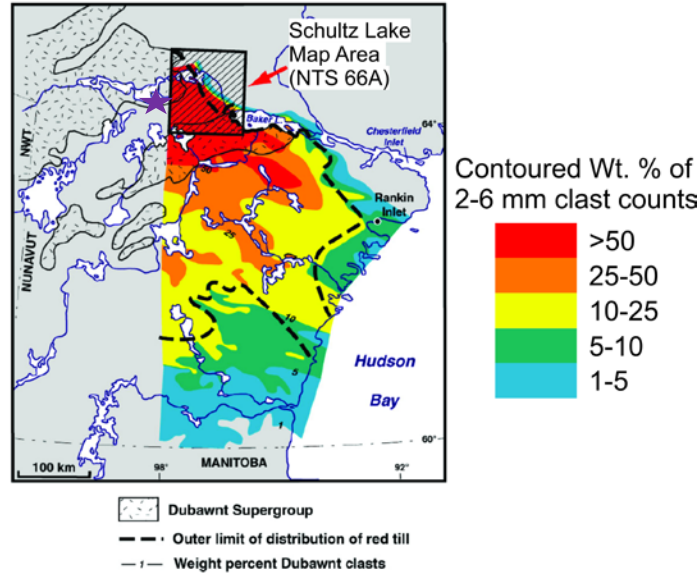 Schultz Lake
Map Area
(NTS 66A)
NWT
NUNAVUT
Baker
64°
Chesterfield
Inlet
Rankin
Inlet
50
25
10
5
1
Hudson
Bay
60°
100 km
98°
MANITOBA
92°
Contoured Wt. % of
2-6 mm clast counts
>50
25-50
10-25
5-10
1-5
Dubawnt Supergroup
Outer limit of distribution of red till
1 Weight percent Dubawnt clasts